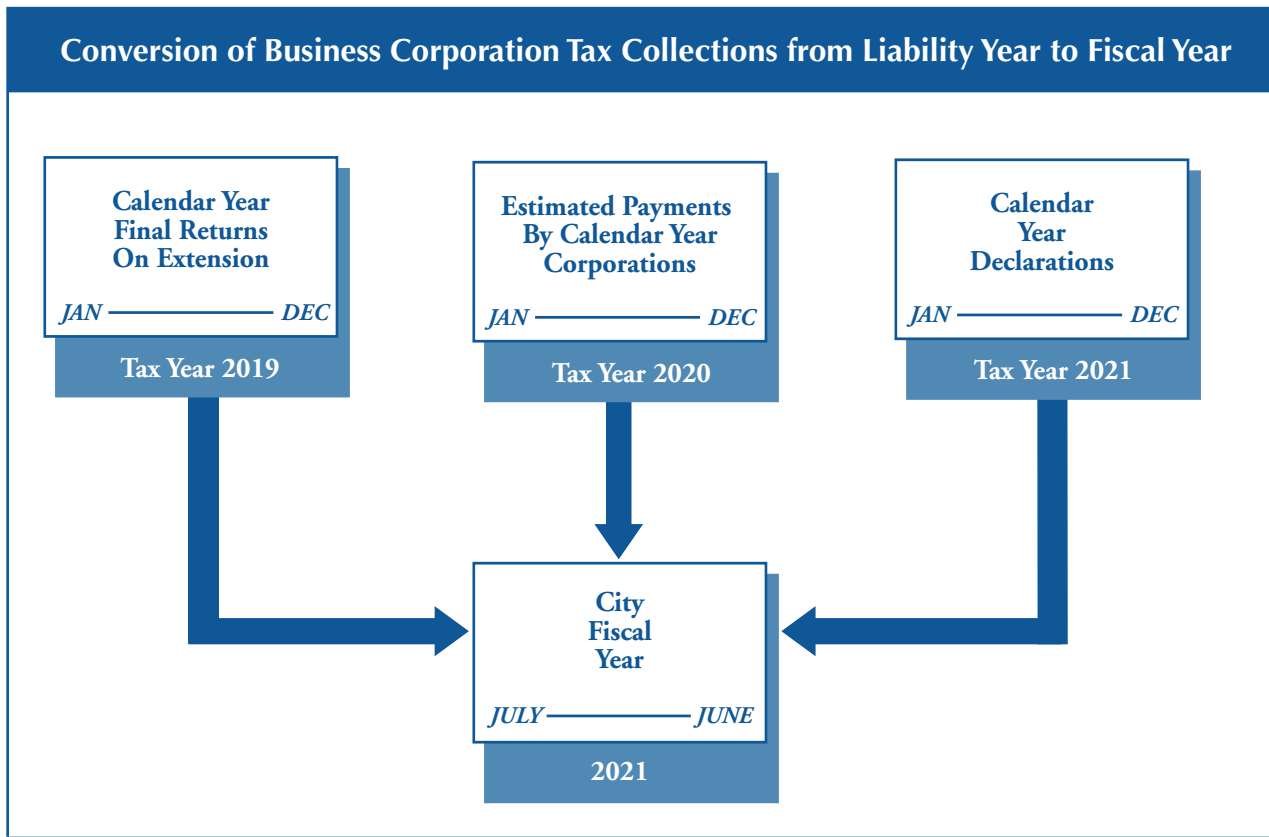 Conversion of Business Corporation Tax Collections from Liability Year to Fiscal Year
Calendar Year
Final Returns
On Extension
JAN DEC
Tax Year 2019
Estimated Payments
By Calendar Year
Corporations
JAN DEC
Tax Year 2020
Calendar
Year
Declarations
JAN DEC
Tax Year 2021
City
Fiscal
Year
JULY JUNE
2021